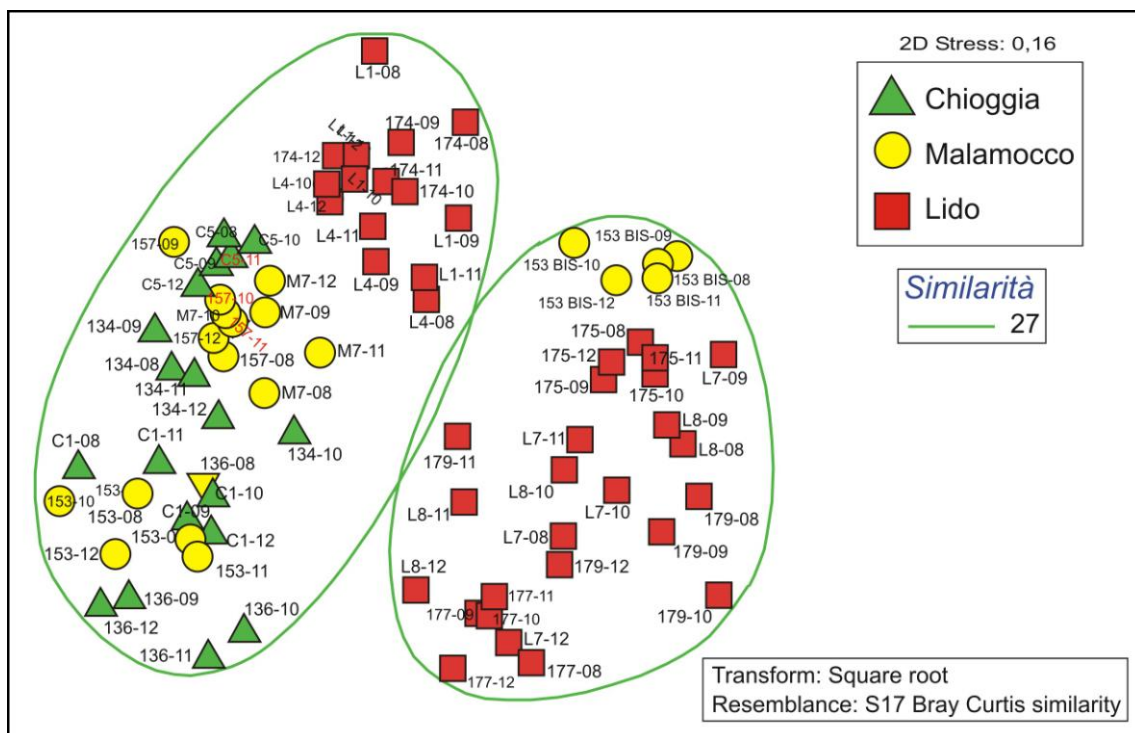 2D Stress: 0,16
Chioggia
Malamocco
Lido
Similarità
27
L1-08
174-09
174-08
L1-12
174-12
174-11
L4-10
L1-10
174-10
L4-12
L4-11
L1-09
L4-09
L1-11
L4-08
C5-08
157-09
C5-10
C5-09
C5-11
C5-12
M7-12
157-10
M7-10
M7-09
134-09
157-12
157-11
157-08
M7-11
134-08
134-11
M7-08
134-12
134-10
C1-08
C1-11
136-08
153-10
153-
C1-10
153-08
C1-09
153-0
C1-12
153-12
153-11
136-09
136-12
136-10
136-11
153 BIS-09
153 BIS-10
153 BIS-08
153 BIS-12
153 BIS-11
175-08
175-12
175-11
L7-09
175-09
175-10
L8-09
179-11
L7-11
L8-08
L8-10
L8-11
L7-10
179-08
L7-08
179-09
179-12
L8-12
177-11
179-10
177-09
177-10
L7-12
177-12
177-08
Transform: Square root
Resemblance: S17 Bray Curtis similarity